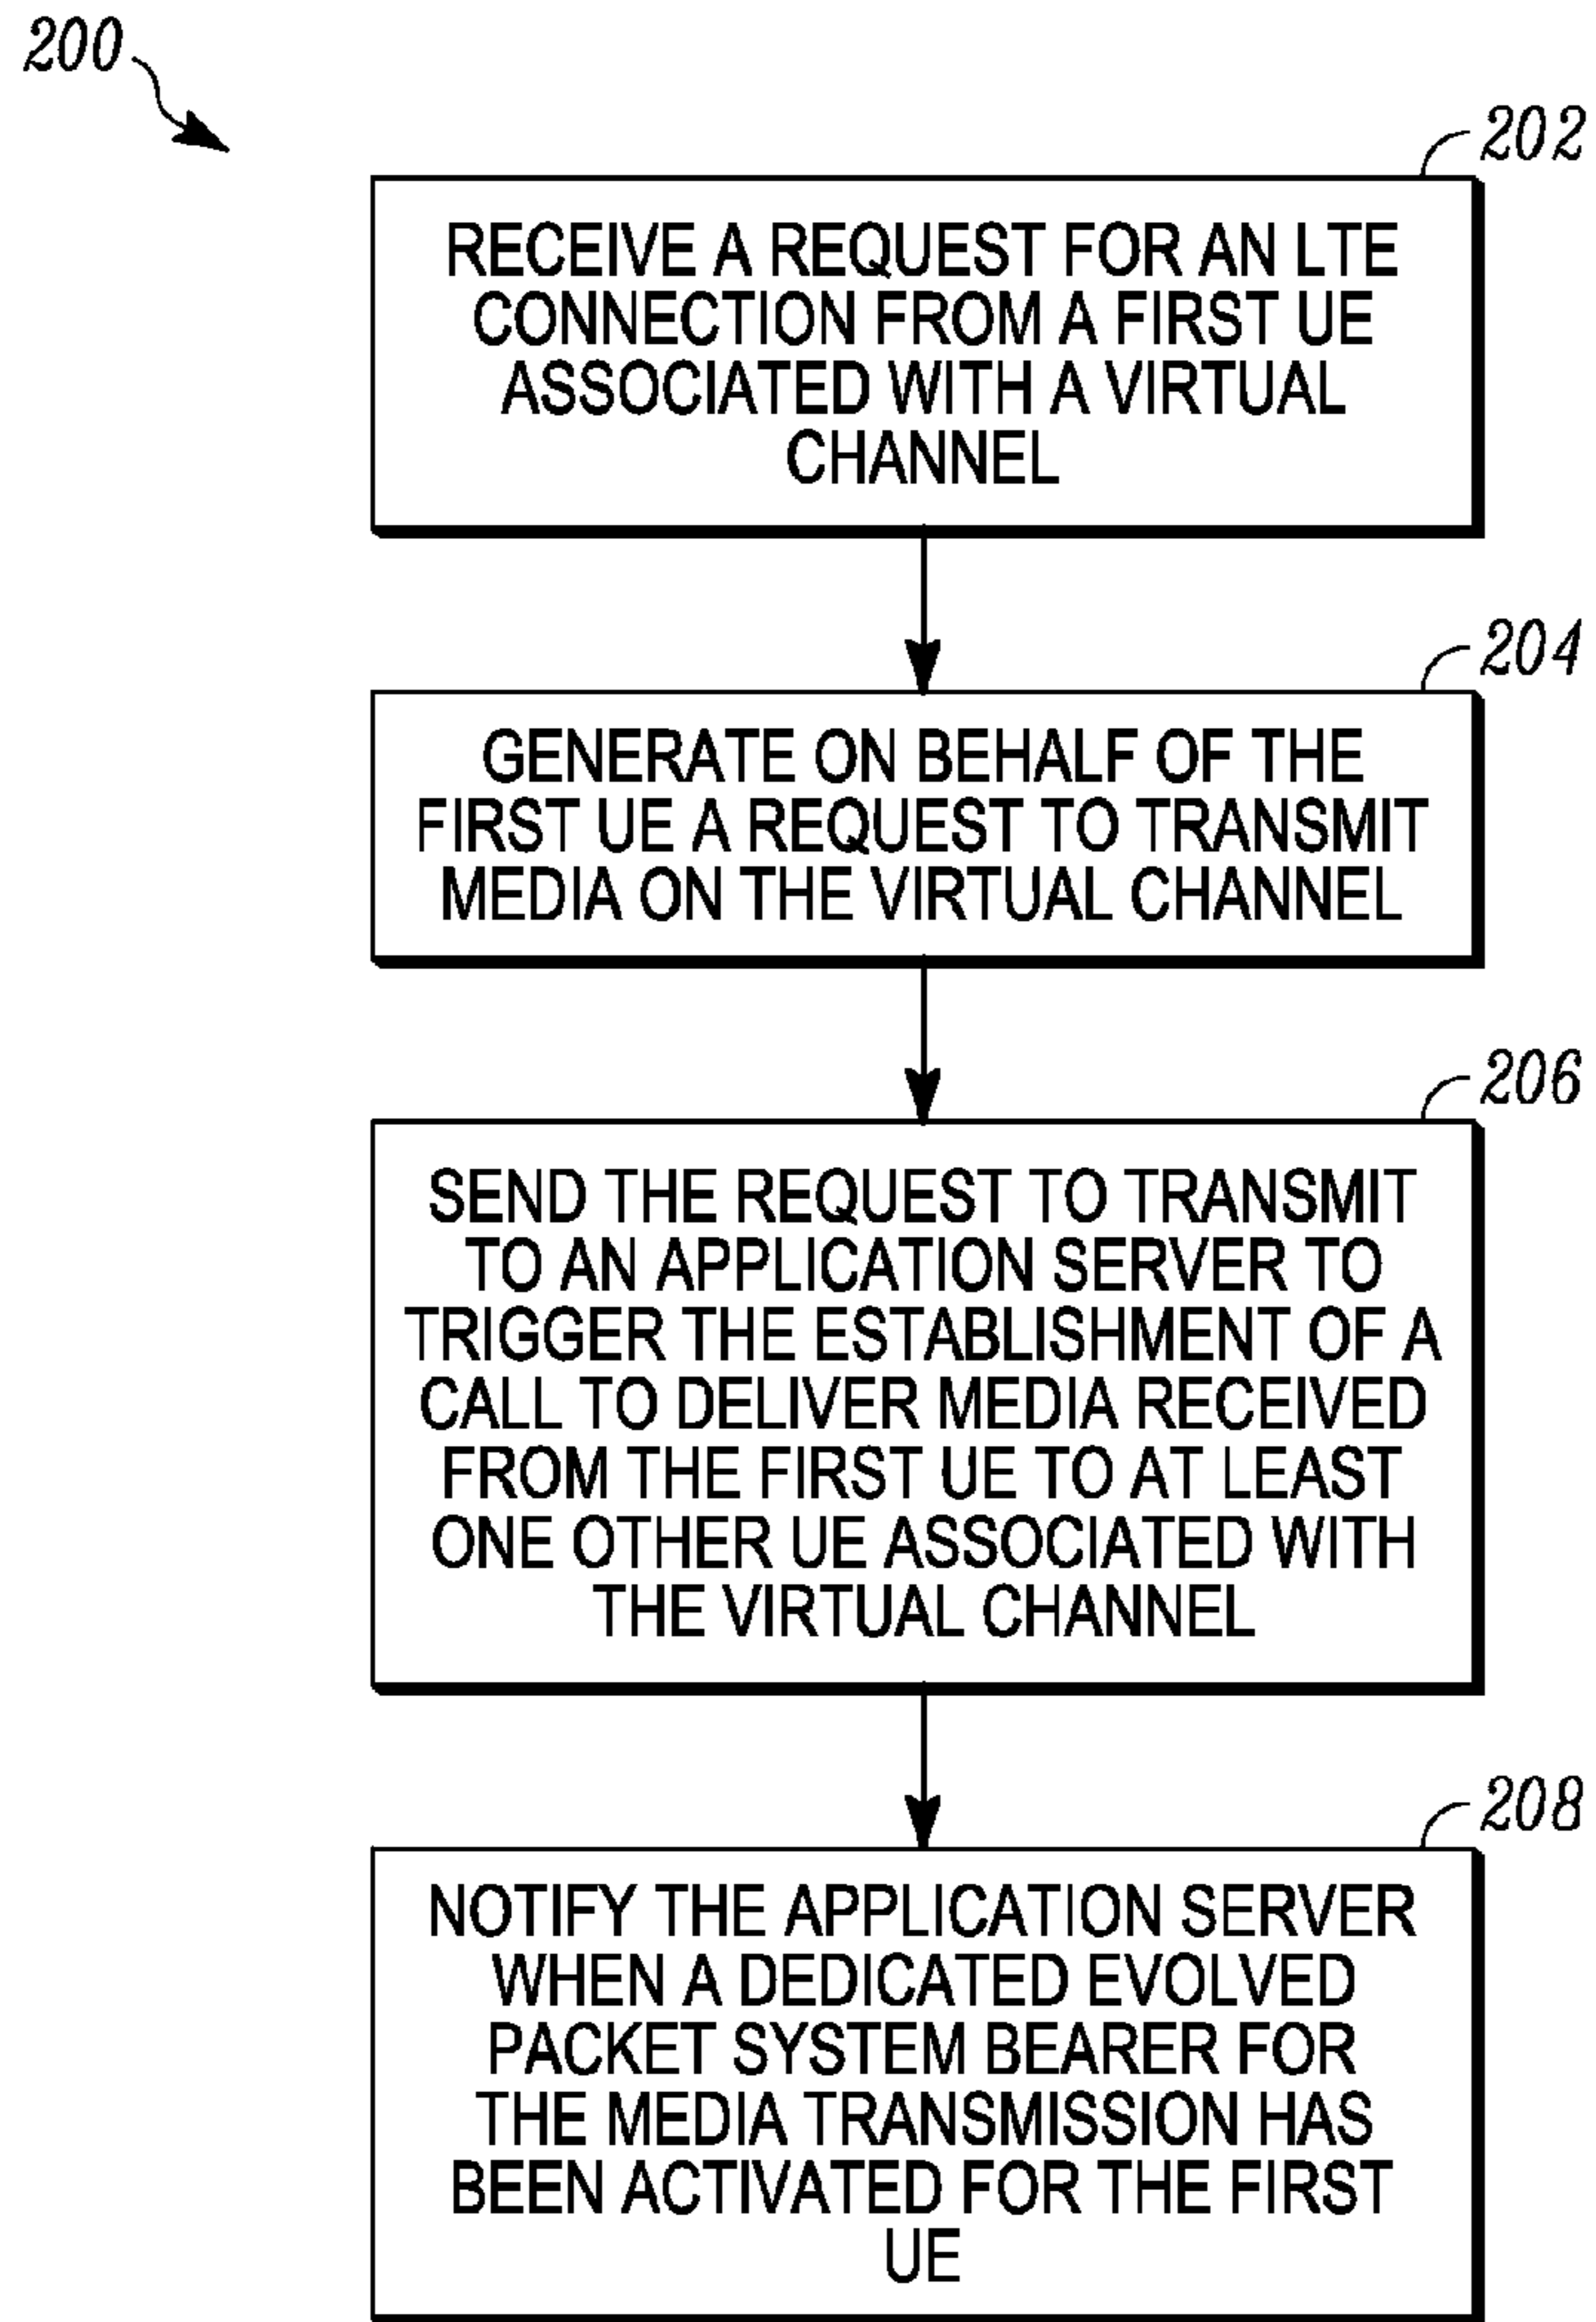 200
202
RECEIVE A REQUEST FOR AN LTE
CONNECTION FROM A FIRST UE
ASSOCIATED WITH A VIRTUAL
CHANNEL
204
GENERATE ON BEHALF OF THE
FIRST UE A REQUEST TO TRANSMIT
MEDIA ON THE VIRTUAL CHANNEL
206
SEND THE REQUEST TO TRANSMIT
TO AN APPLICATION SERVER TO
TRIGGER THE ESTABLISHMENT OF A
CALL TO DELIVER MEDIA RECEIVED
FROM THE FIRST UE TO AT LEAST
ONE OTHER UE ASSOCIATED WITH
THE VIRTUAL CHANNEL
208
NOTIFY THE APPLICATION SERVER
WHEN A DEDICATED EVOLVED
PACKET SYSTEM BEARER FOR
THE MEDIA TRANSMISSION HAS
BEEN ACTIVATED FOR THE FIRST
UE